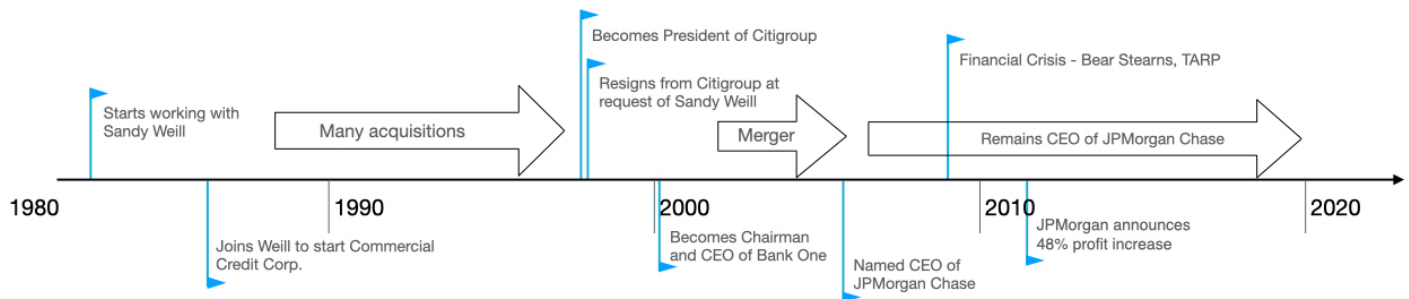 Becomes President of Citigroup
Financial Crisis - Bear Stearns, TARP
Resigns from Citigroup at
request of Sandy Weill
Starts working with
Sandy Weill
Many acquisitions
Merger
Remains CEO of JPMorgan Chase
1980
1990
2000
2010
2020
Joins Weill to start Commercial
Credit Corp.
Becomes Chairman
and CEO of Bank One
Named CEO of
JPMorgan Chase
JPMorgan announces
48% profit increase